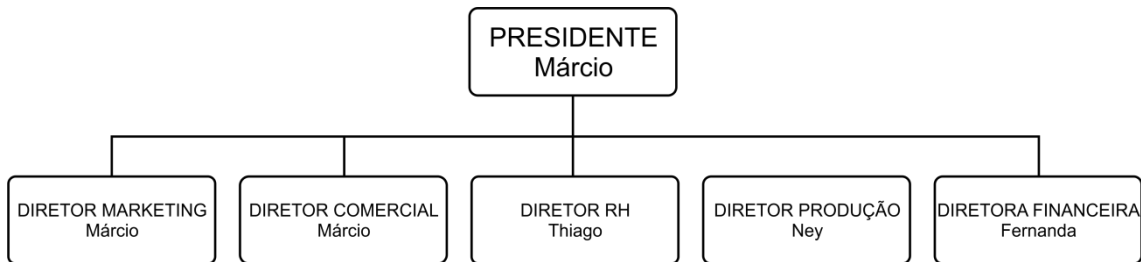 PRESIDENTE
Márcio
DIRETOR MARKETING
Márcio
DIRETOR COMERCIAL
Márcio
DIRETOR RH
Thiago
DIRETOR PRODUÇÃO
Ney
DIRETORA FINANCEIRA
Fernanda